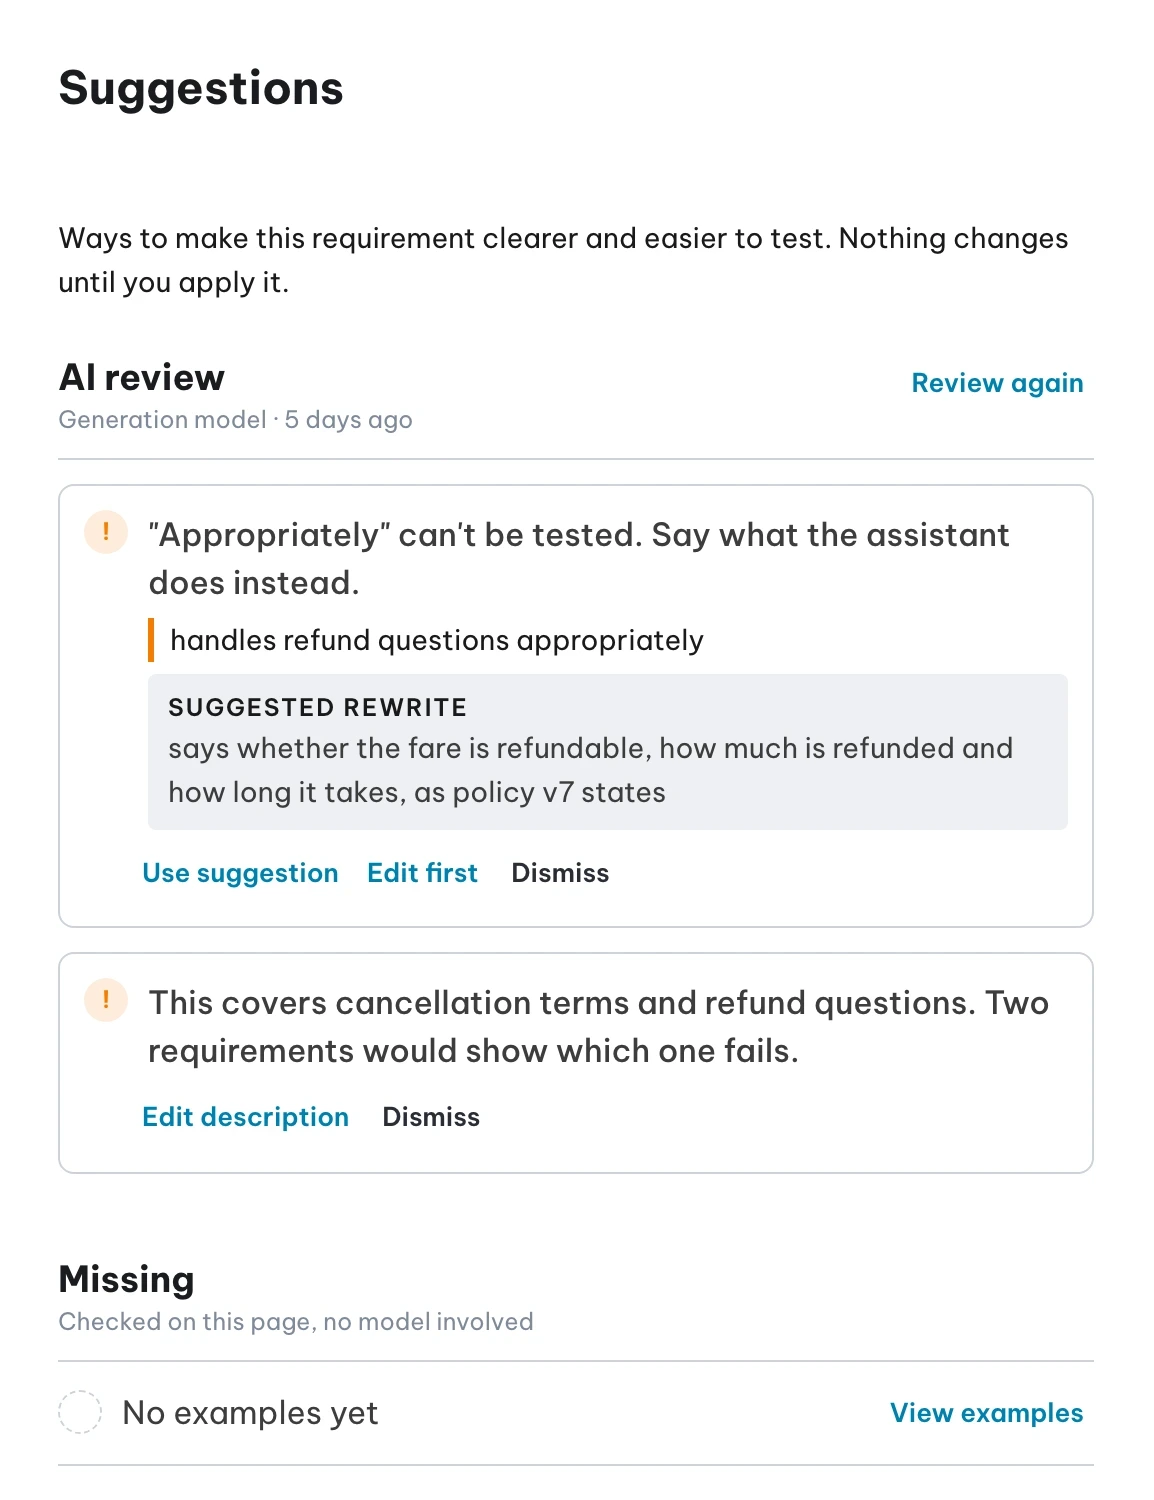 Suggestions
Ways to make this requirement clearer and easier to test. Nothing changes
until you apply it.
AI review
Review again
Generation model · 5 days ago
!
"Appropriately" can't be tested. Say what the assistant
does instead.
handles refund questions appropriately
SUGGESTED REWRITE
says whether the fare is refundable, how much is refunded and
how long it takes, as policy v7 states
Use suggestion Edit first Dismiss
!
This covers cancellation terms and refund questions. Two
requirements would show which one fails.
Edit description Dismiss
Missing
Checked on this page, no model involved
No examples yet
View examples